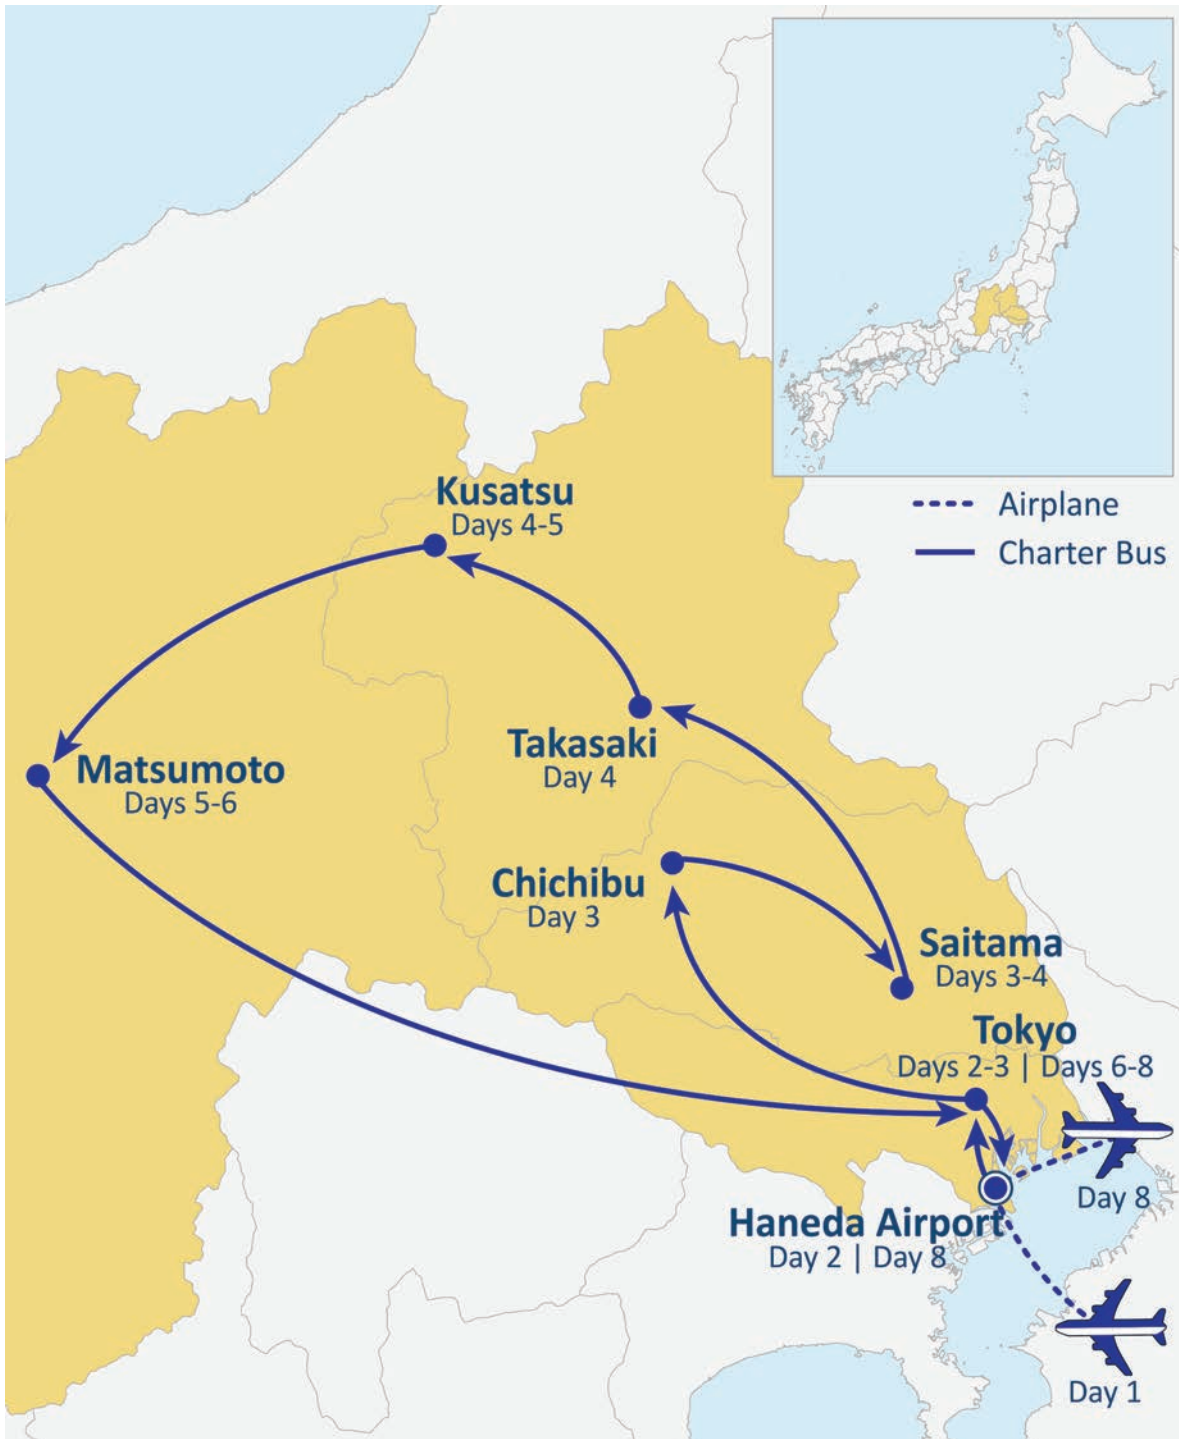 Kusatsu
Days 4-5
Airplane
Charter Bus
Takasaki
Day 4
Matsumoto
Days 5-6
Chichibu
Day 3
Saitama
Days 3-4
Tokyo
Days 2-3 | Days 6-8
Day 8
Haneda Airport
Day 2 | Day 8
Day 1